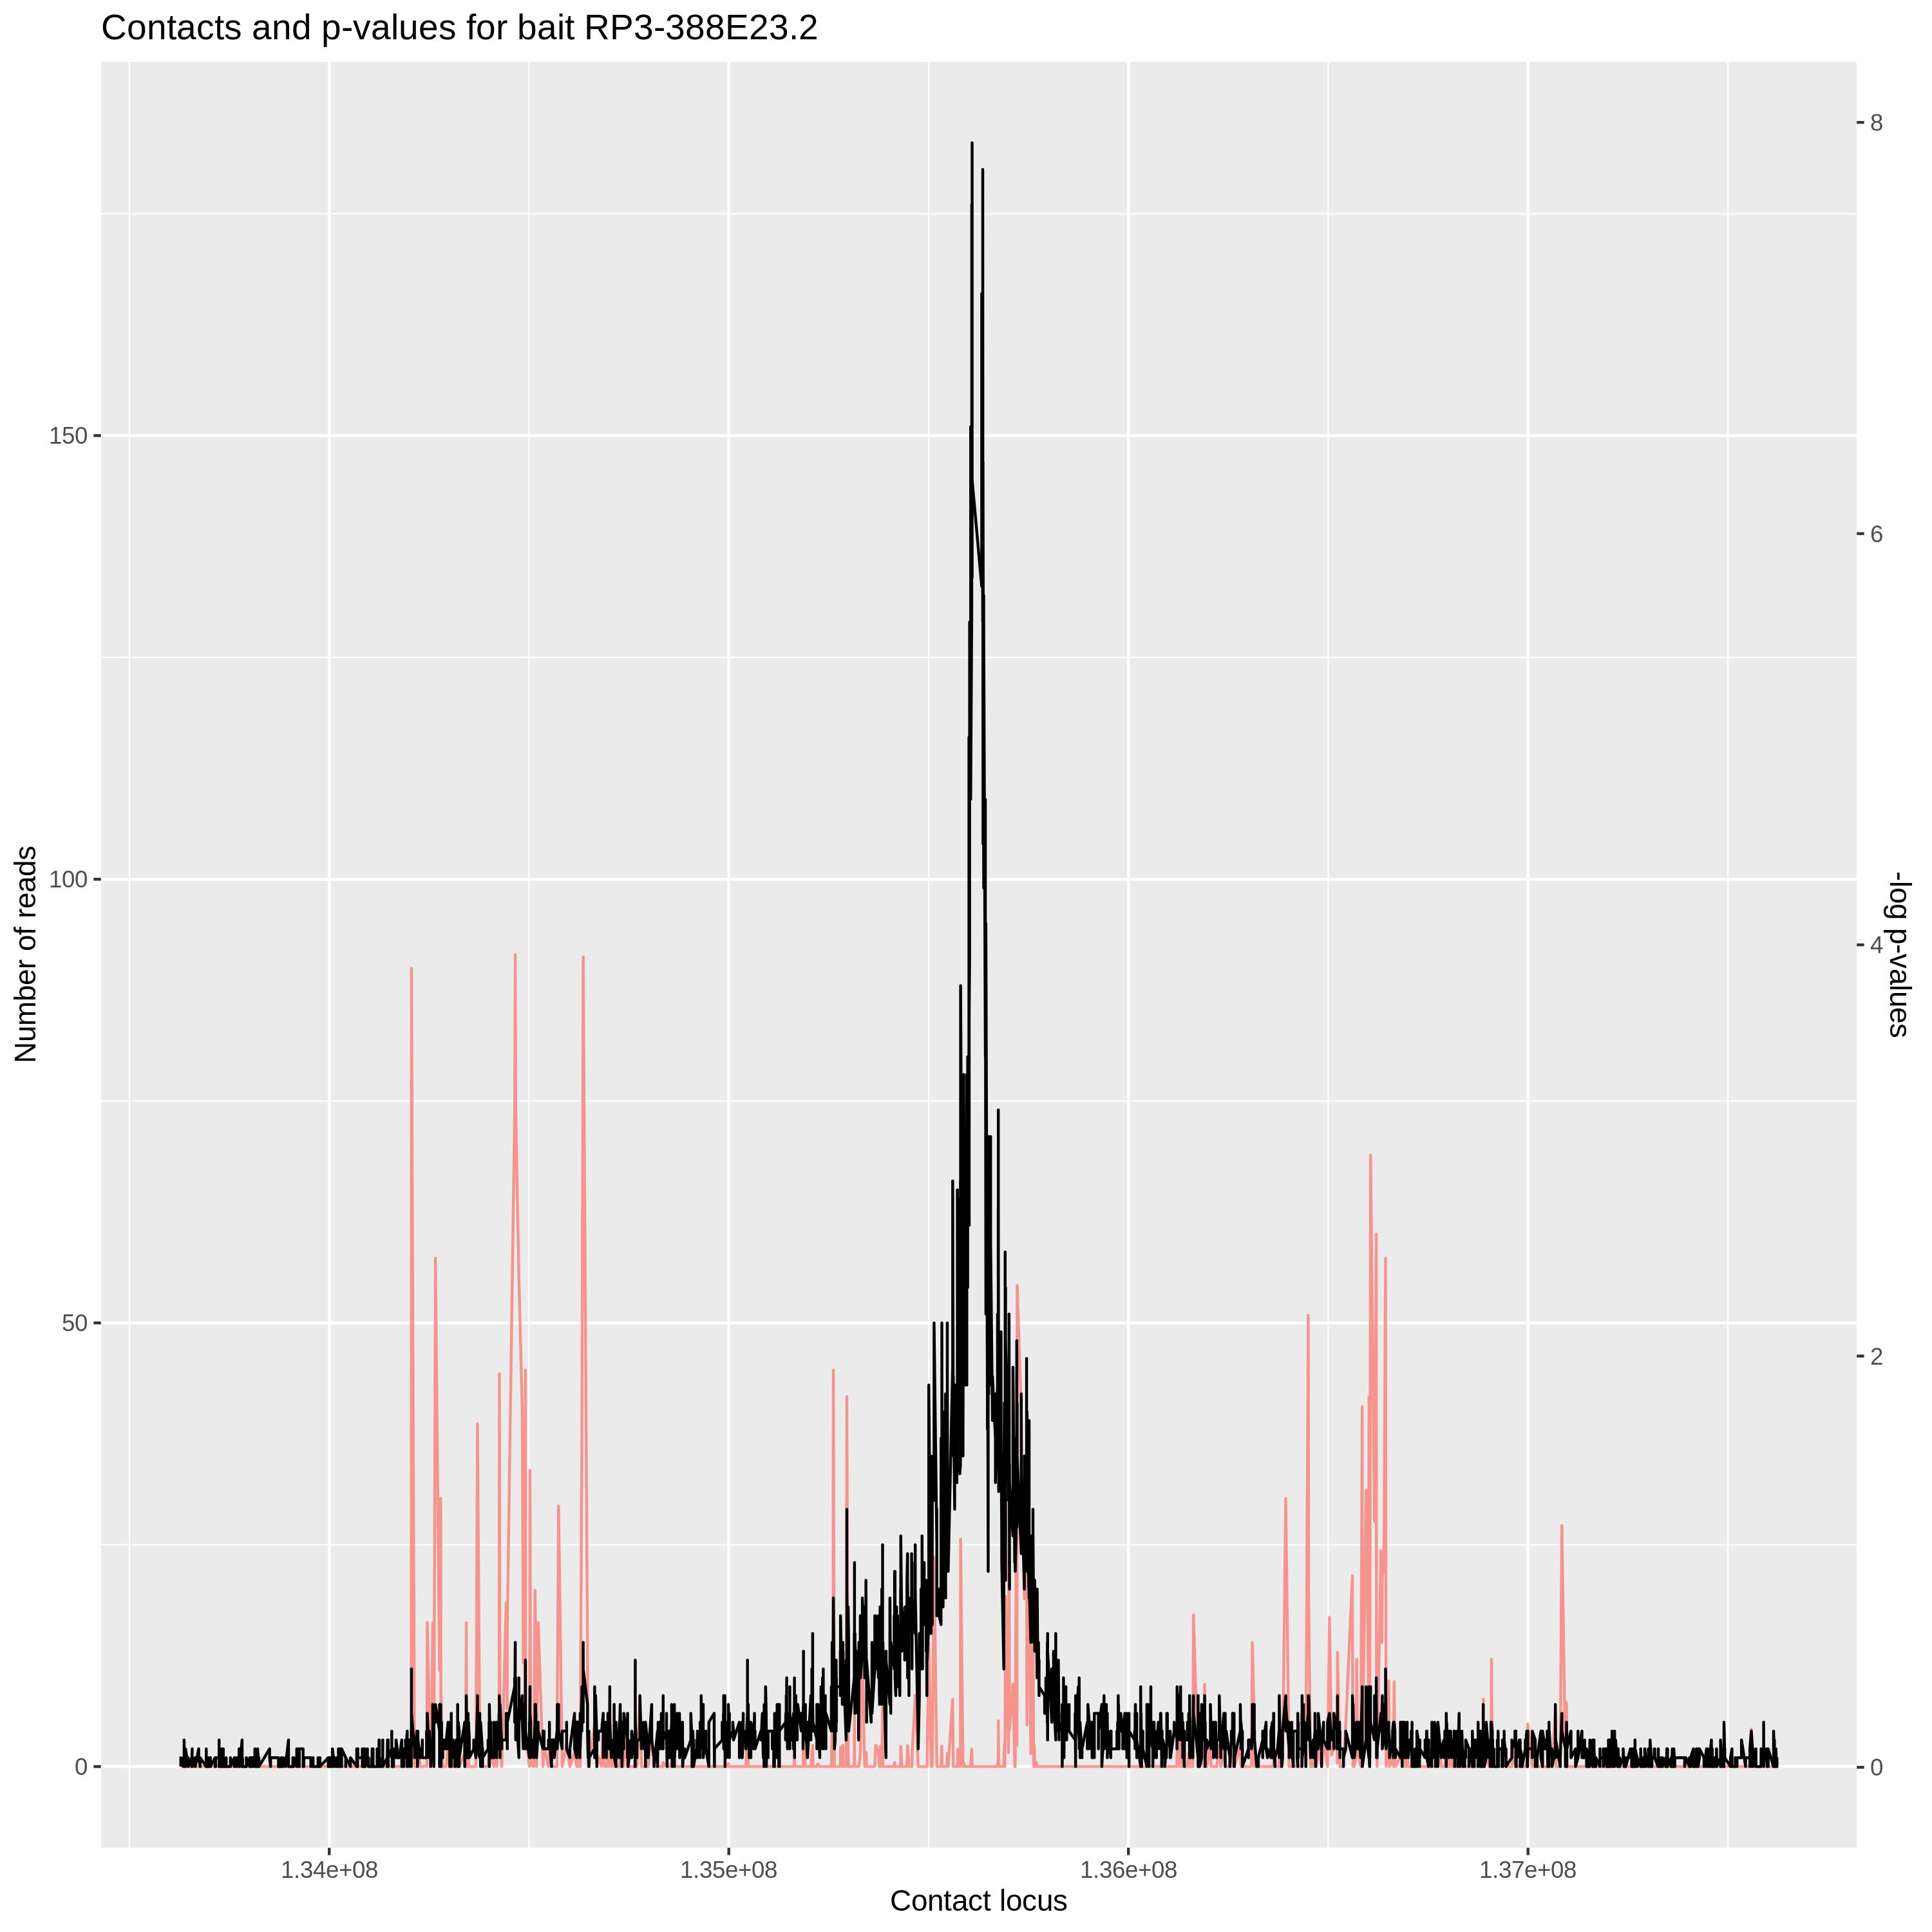 Contacts and p-values for bait RP3-388E23.2
Number of reads
150
100
50
0
8
6
4
2
0
-log p-values
1.34e+08
1.35e+08
1.36e+08
1.37e+08
Contact locus